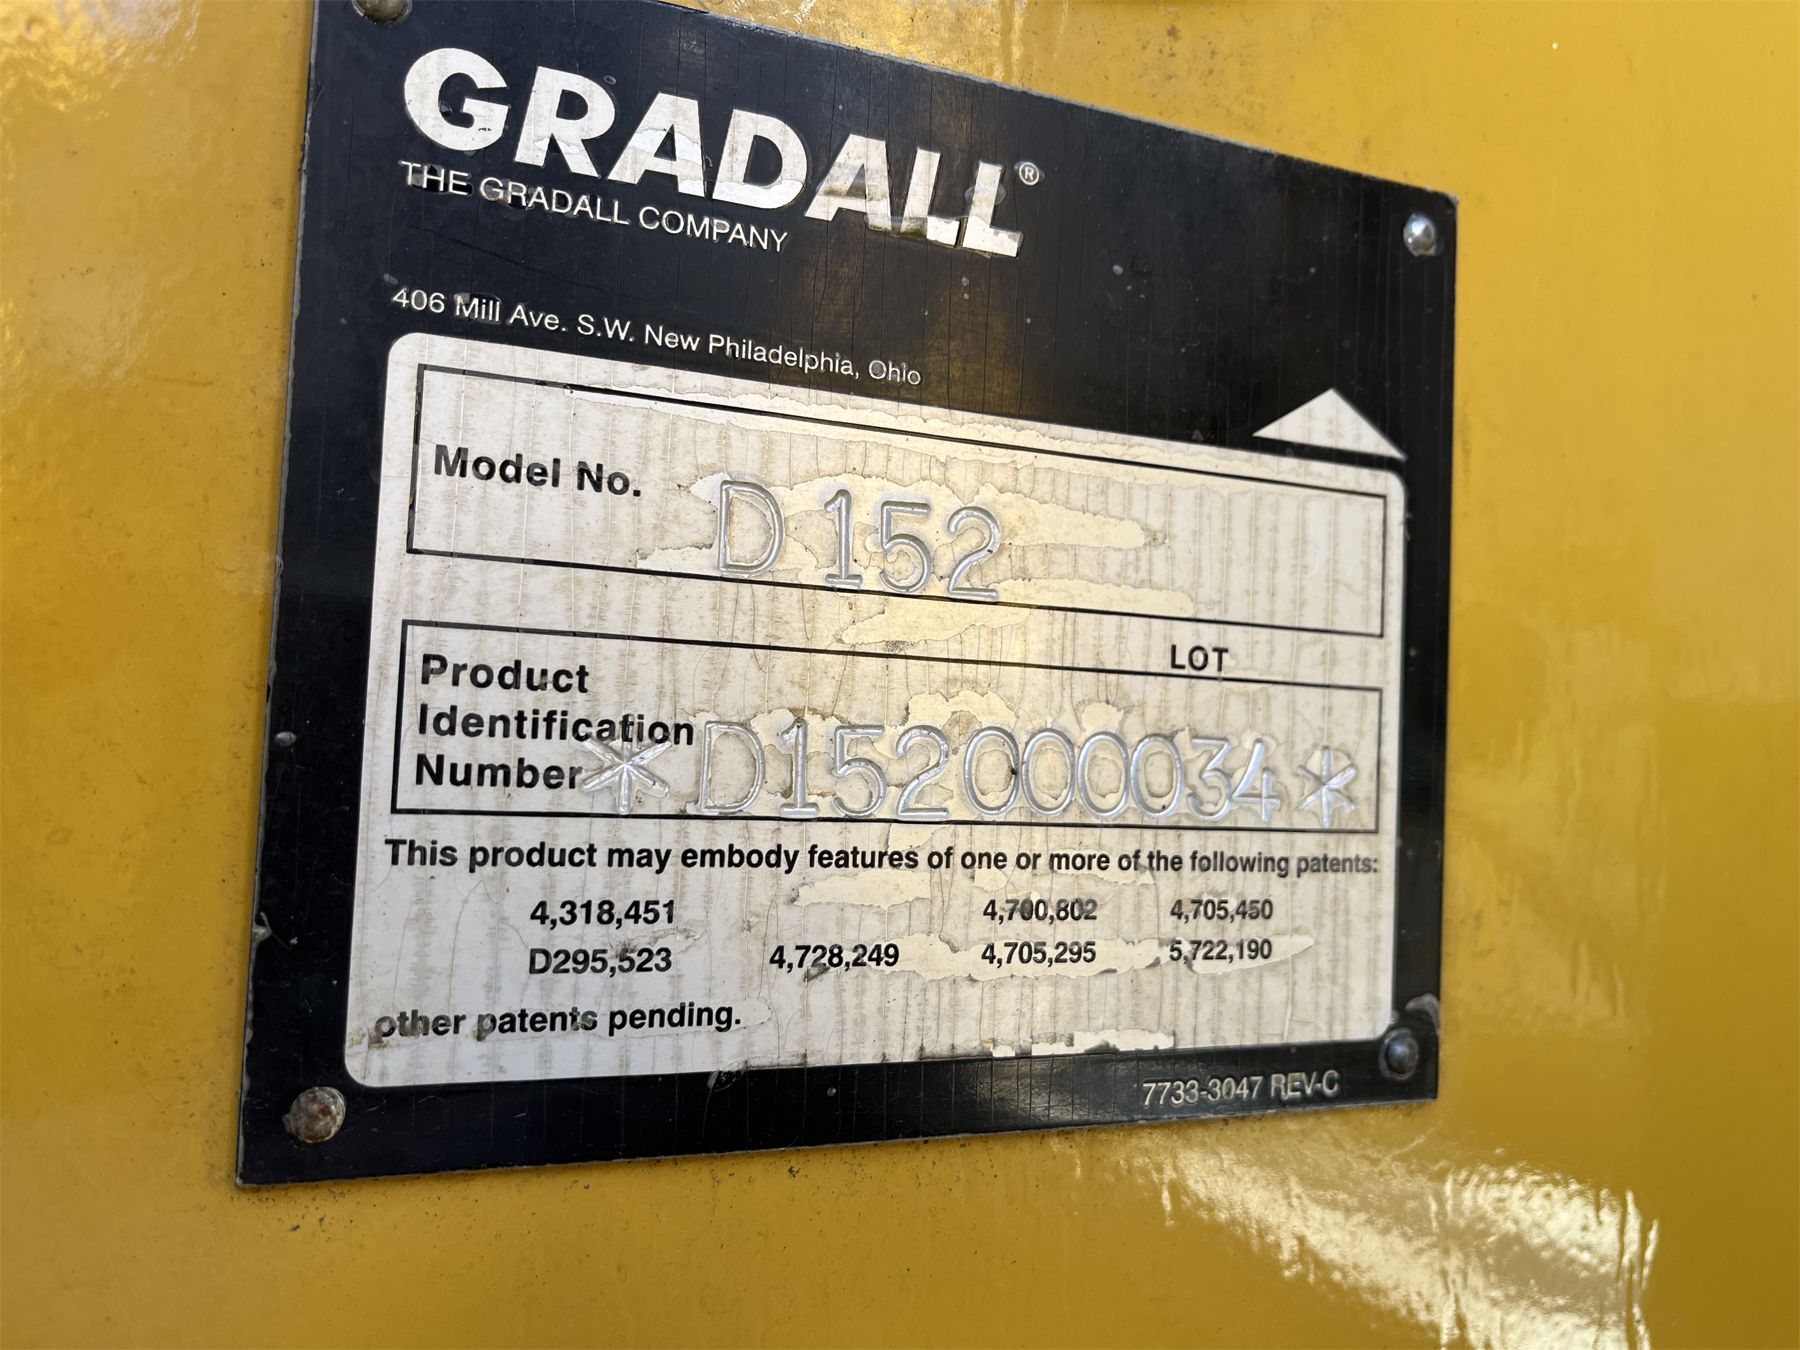 GRADALL®
THE GRADALL COMPANY
406 Mill Ave. S.W. New Philadelphia, Ohio
Model No. D 152
LOT
Product
Identification
Number *D152000034*
This product may embody features of one or more of the following patents:
4,318,451 4,700,802 4,705,450
D295,523 4,728,249 4,705,295 5,722,190
other patents pending.
7733-3047 REV-C